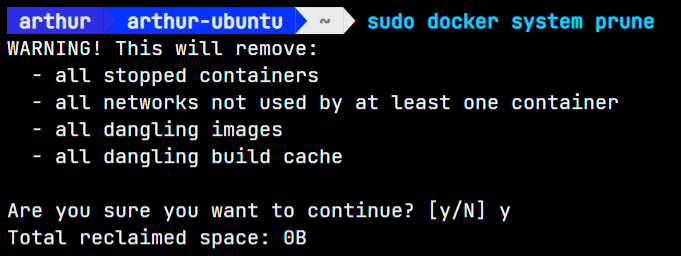 arthur arthur-ubuntu ~ sudo docker system prune
WARNING! This will remove:
  - all stopped containers
  - all networks not used by at least one container
  - all dangling images
  - all dangling build cache

Are you sure you want to continue? [y/N] y
Total reclaimed space: 0B